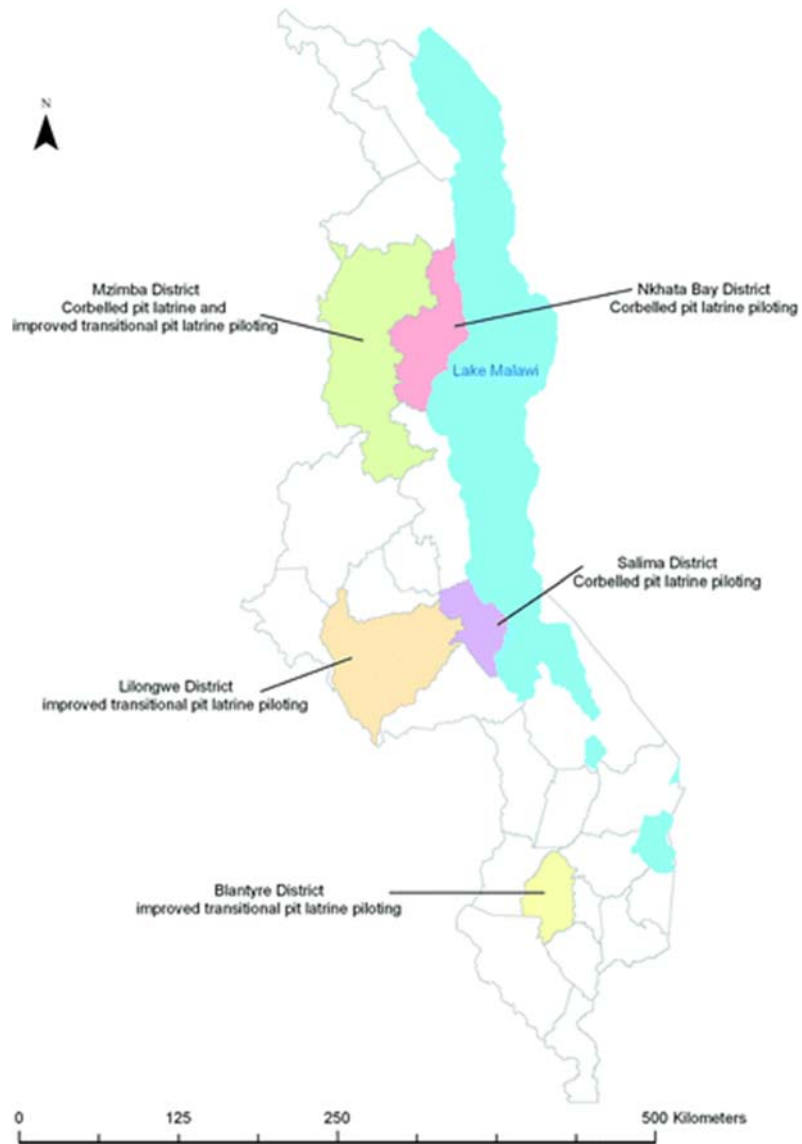 N
Mzimba District
Corbelled pit latrine and
improved transitional pit latrine piloting
Nkhata Bay District
Corbelled pit latrine piloting
Lake Malawi
Salima District
Corbelled pit latrine piloting
Lilongwe District
improved transitional pit latrine piloting
Blantyre District
improved transitional pit latrine piloting
0 125 250 500 Kilometers